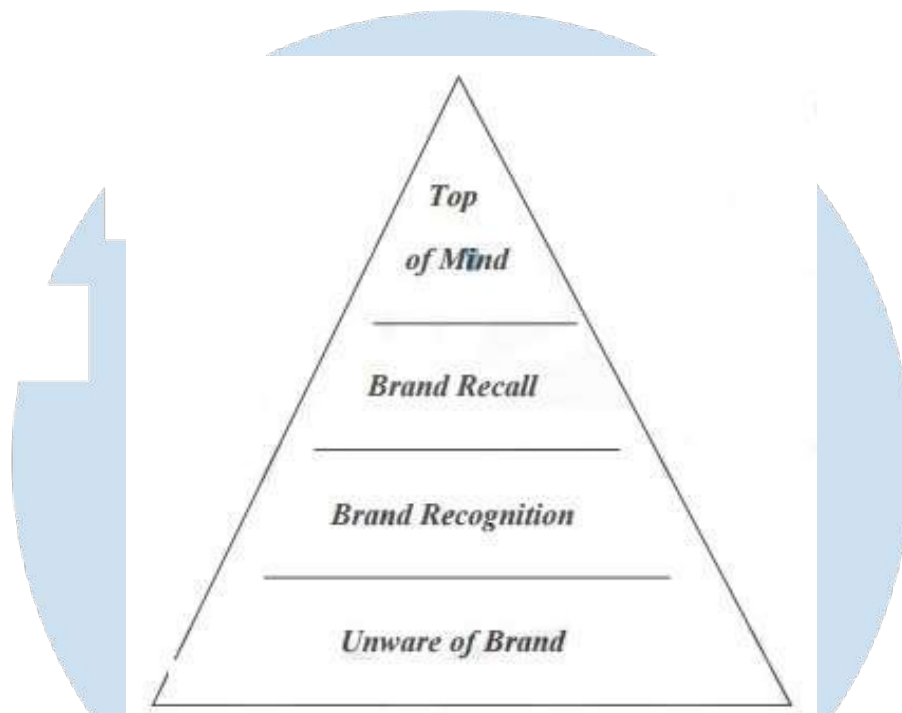 Top
of Mind
Brand Recall
Brand Recognition
Unware of Brand